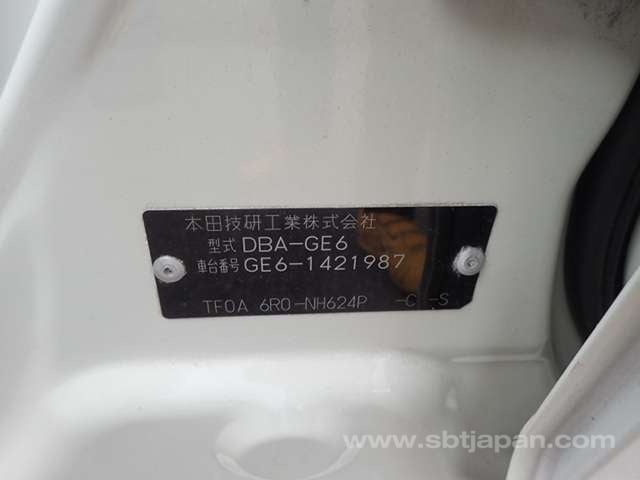 本田技研工業株式会社
型式 DBA-GE6
車台番号 GE6-1421987
TF0A 6R0-NH624P -C -S
www.sbtjapan.com